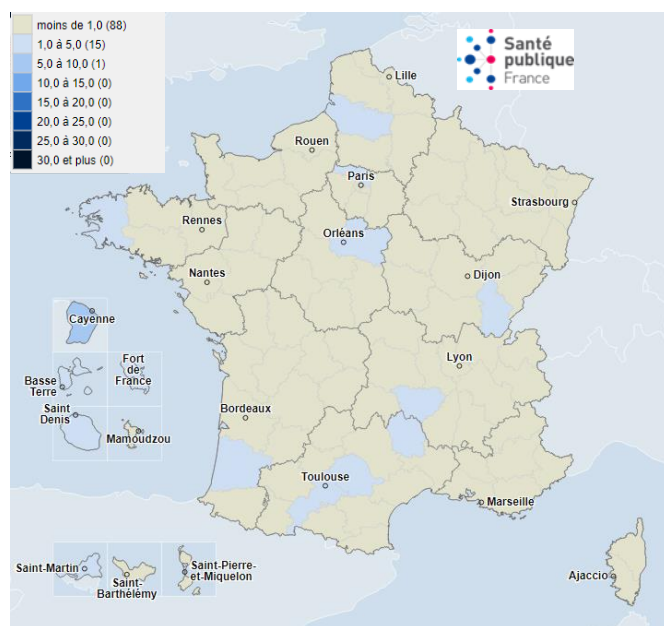 moins de 1,0 (88)
1,0 à 5,0 (15)
5,0 à 10,0 (1)
10,0 à 15,0 (0)
15,0 à 20,0 (0)
20,0 à 25,0 (0)
25,0 à 30,0 (0)
30,0 et plus (0)
Santé
publique
France
Lille
Rouen
Paris
Strasbourg
Rennes
Orléans
Nantes
Dijon
Cayenne
Lyon
Fort
de
France
Basse
Terre
Saint
Denis
Mamoudzou
Bordeaux
Toulouse
Marseille
Saint-Martin
Saint-
Barthélémy
Saint-Pierre-
et-Miquelon
Ajaccio